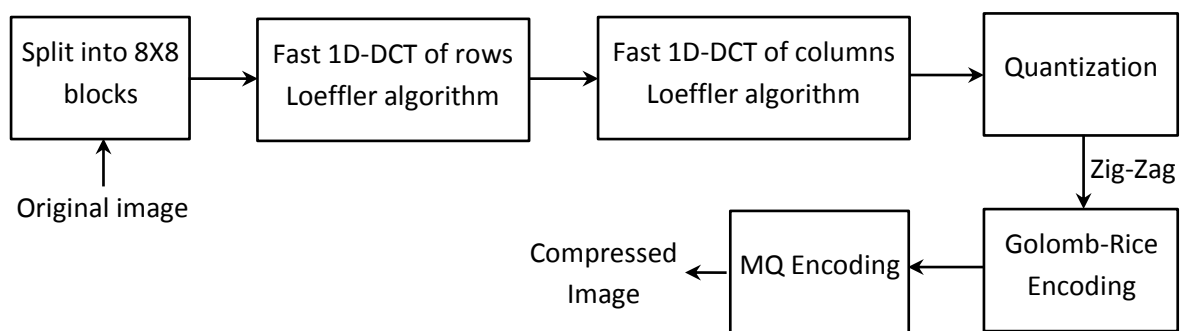 Split into 8X8
blocks
Fast 1D-DCT of rows
Loeffler algorithm
Fast 1D-DCT of columns
Loeffler algorithm
Quantization
Original image
Zig-Zag
Golomb-Rice
Encoding
MQ Encoding
Compressed
Image